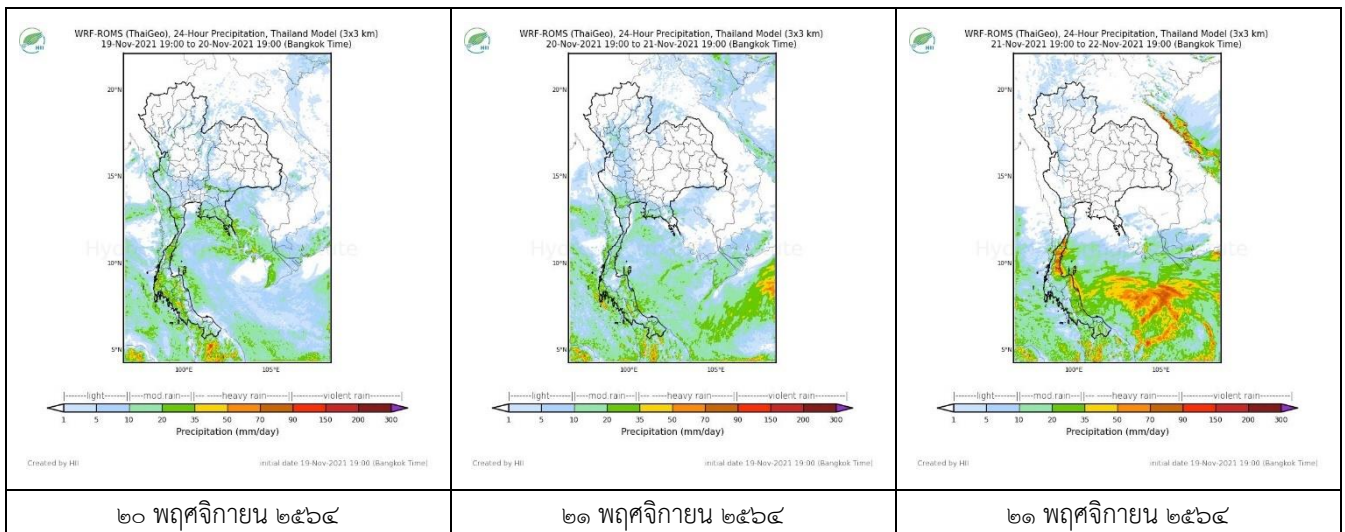 HII
WRF-ROMS (ThaiGeo), 24-Hour Precipitation, Thailand Model (3x3 km)
19-Nov-2021 19:00 to 20-Nov-2021 19:00 (Bangkok Time)
20°N
15°N
10°N
5°N
100°E 105°E
|-------light-------||----mod.rain----||--- ----heavy rain----||-------violent rain----|
1 5 10 20 35 50 70 90 150 200 300
Precipitation (mm/day)
Created by HII
initial date 19-Nov-2021 19:00 (Bangkok Time)
๒๐ พฤศจิกายน ๒๕๖๔
HII
WRF-ROMS (ThaiGeo), 24-Hour Precipitation, Thailand Model (3x3 km)
20-Nov-2021 19:00 to 21-Nov-2021 19:00 (Bangkok Time)
20°N
15°N
10°N
5°N
100°E 105°E
|-------light-------||----mod.rain----||--- ----heavy rain----||-------violent rain----|
1 5 10 20 35 50 70 90 150 200 300
Precipitation (mm/day)
Created by HII
initial date 19-Nov-2021 19:00 (Bangkok Time)
๒๑ พฤศจิกายน ๒๕๖๔
HII
WRF-ROMS (ThaiGeo), 24-Hour Precipitation, Thailand Model (3x3 km)
21-Nov-2021 19:00 to 22-Nov-2021 19:00 (Bangkok Time)
20°N
15°N
10°N
5°N
100°E 105°E
|-------light-------||----mod.rain----||--- ----heavy rain----||-------violent rain----|
1 5 10 20 35 50 70 90 150 200 300
Precipitation (mm/day)
Created by HII
initial date 19-Nov-2021 19:00 (Bangkok Time)
๒๑ พฤศจิกายน ๒๕๖๔